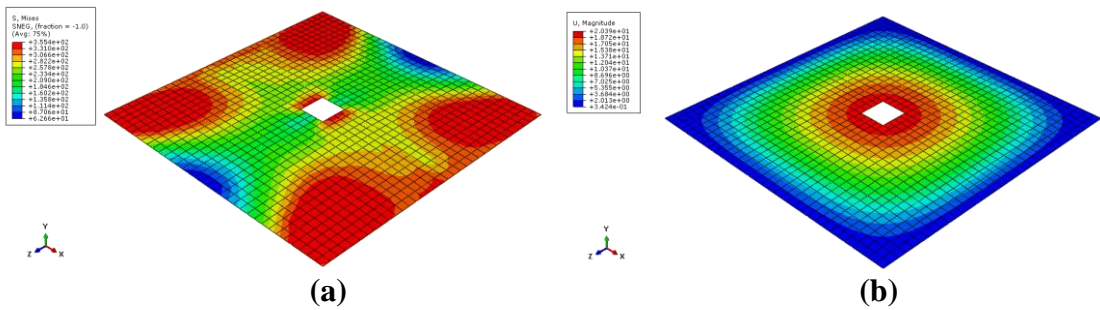 S, Mises
SNEG, (fraction = -1.0)
(Avg: 75%)
+3.554e+02
+3.310e+02
+3.066e+02
+2.822e+02
+2.578e+02
+2.334e+02
+2.090e+02
+1.846e+02
+1.602e+02
+1.358e+02
+1.114e+02
+8.706e+01
+6.266e+01
Y
Z
X
(a)
U, Magnitude
+2.039e+01
+1.872e+01
+1.705e+01
+1.538e+01
+1.371e+01
+1.204e+01
+1.037e+01
+8.696e+00
+7.025e+00
+5.355e+00
+3.684e+00
+2.013e+00
+3.424e-01
Y
Z
X
(b)